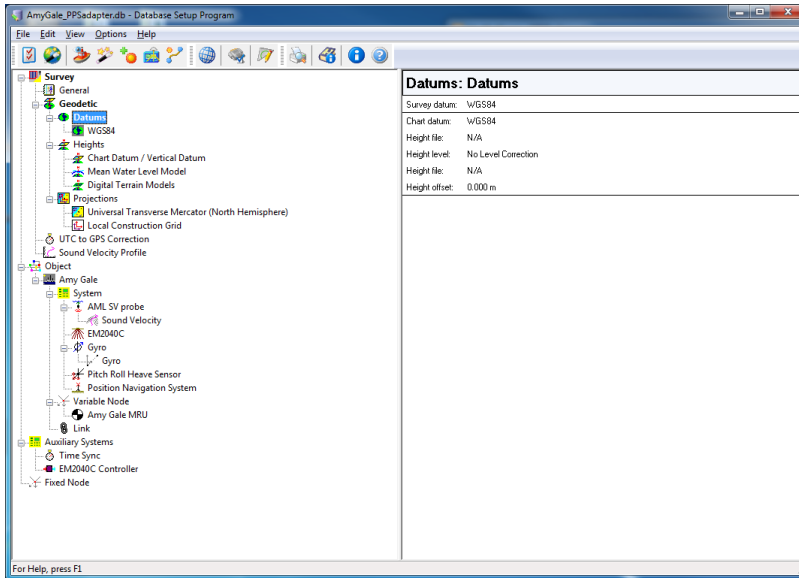 AmyGale_PPSadapter.db - Database Setup Program
File Edit View Options Help
Survey
General
Geodetic
Datums
WGS84
Heights
Chart Datum / Vertical Datum
Mean Water Level Model
Digital Terrain Models
Projections
Universal Transverse Mercator (North Hemisphere)
Local Construction Grid
UTC to GPS Correction
Sound Velocity Profile
Object
Amy Gale
System
AML SV probe
Sound Velocity
EM2040C
Gyro
Gyro
Pitch Roll Heave Sensor
Position Navigation System
Variable Node
Amy Gale MRU
Link
Auxiliary Systems
Time Sync
EM2040C Controller
Fixed Node
Datums: Datums
Survey datum: WGS84
Chart datum: WGS84
Height file: N/A
Height level: No Level Correction
Height file: N/A
Height offset: 0.000 m
For Help, press F1